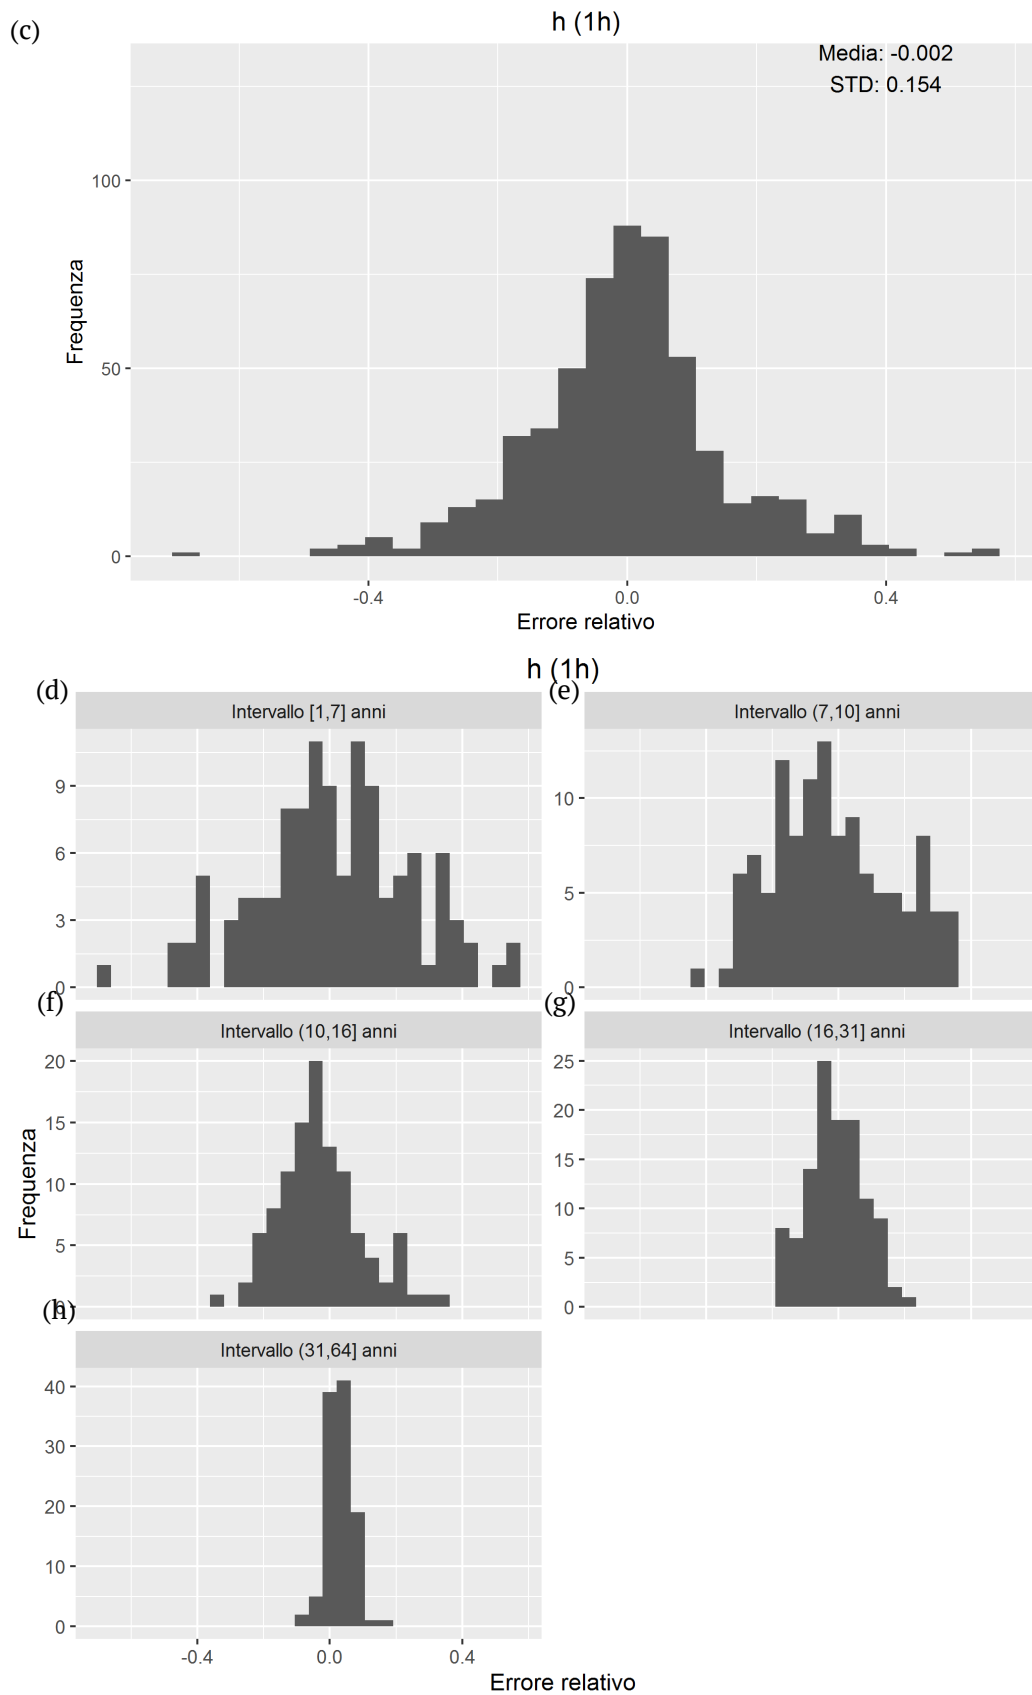 (c)
h (1h)
Media: -0.002
STD: 0.154
100
50
0
Frequenza
-0.4 0.0 0.4
Errore relativo
h (1h)
(d) (e)
Intervallo [1,7] anni Intervallo (7,10] anni
9
6
3
0
10
5
0
(f) (g)
Intervallo (10,16] anni Intervallo (16,31] anni
20
15
10
5
0
25
20
15
10
5
0
Frequenza
(h)
Intervallo (31,64] anni
40
30
20
10
0
-0.4 0.0 0.4
Errore relativo